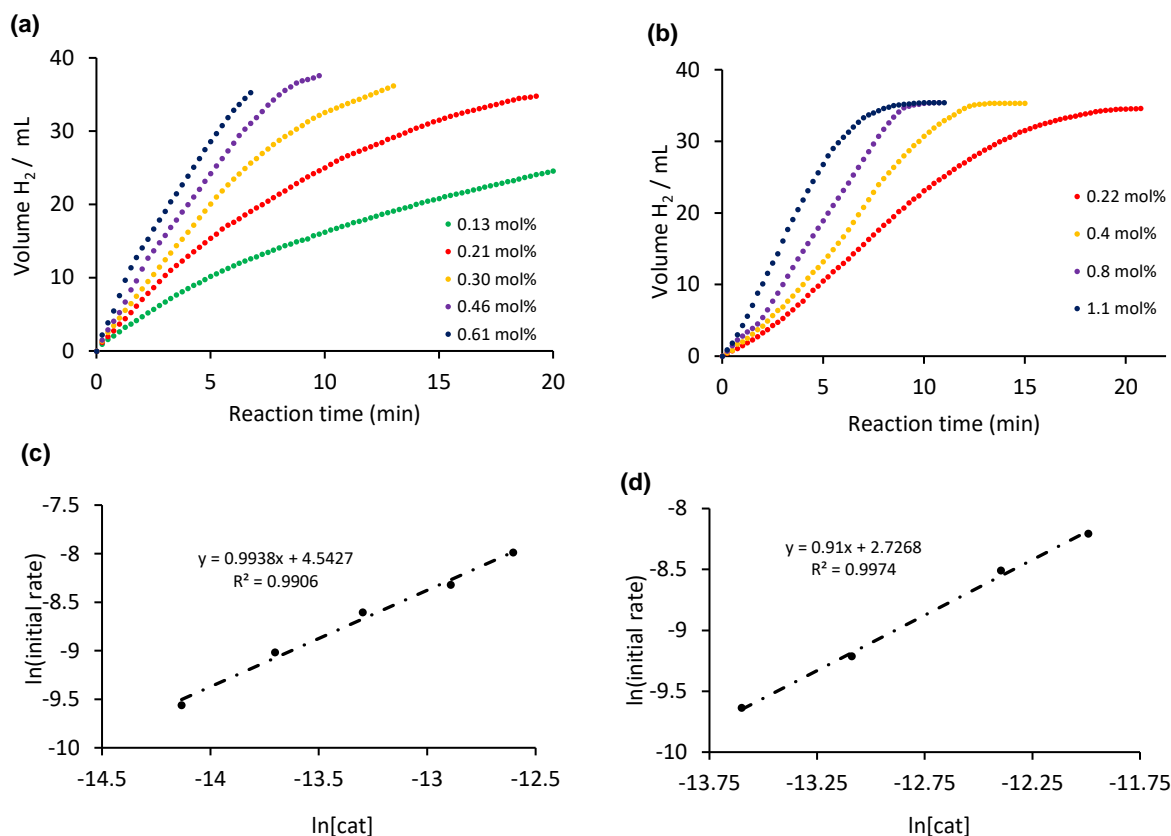 (a)
40
30
20
10
0
Volume H2 / mL
0 5 10 15 20
Reaction time (min)
0.13 mol%
0.21 mol%
0.30 mol%
0.46 mol%
0.61 mol%
(b)
40
30
20
10
0
Volume H2 / mL
0 5 10 15 20
Reaction time (min)
0.22 mol%
0.4 mol%
0.8 mol%
1.1 mol%
(c)
-7.5
-8
-8.5
-9
-9.5
-10
ln(initial rate)
y = 0.9938x + 4.5427
R² = 0.9906
-14.5 -14 -13.5 -13 -12.5
ln[cat]
(d)
-8
-8.5
-9
-9.5
-10
ln(initial rate)
y = 0.91x + 2.7268
R² = 0.9974
-13.75 -13.25 -12.75 -12.25 -11.75
ln[cat]